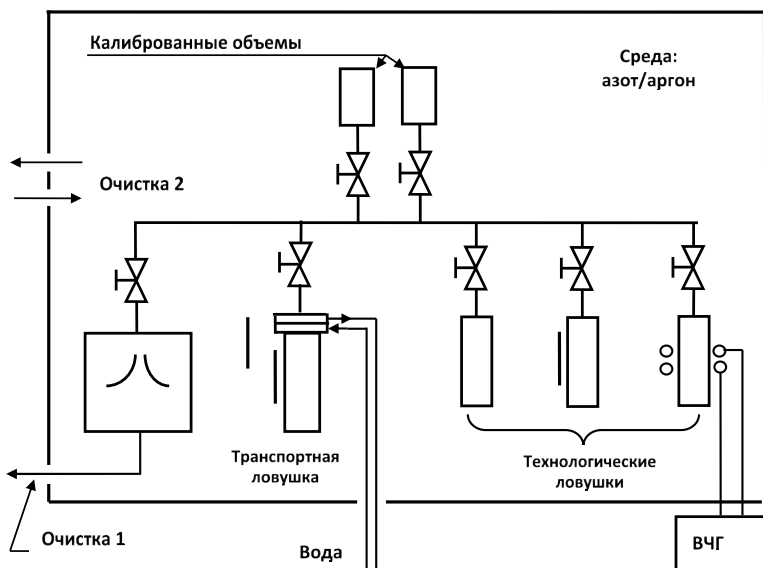 Калиброванные объемы
Среда:
азот/аргон
Очистка 2
Транспортная
ловушка
Технологические
ловушки
Очистка 1
Вода
ВЧГ